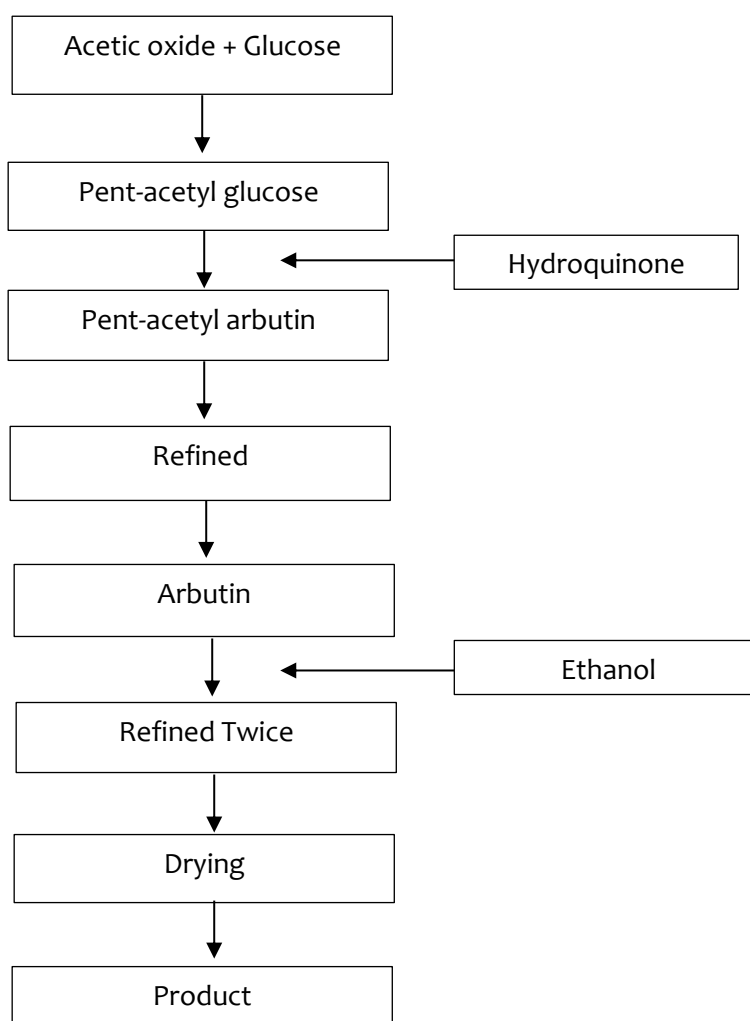 Acetic oxide + Glucose
Pent-acetyl glucose
Hydroquinone
Pent-acetyl arbutin
Refined
Arbutin
Ethanol
Refined Twice
Drying
Product